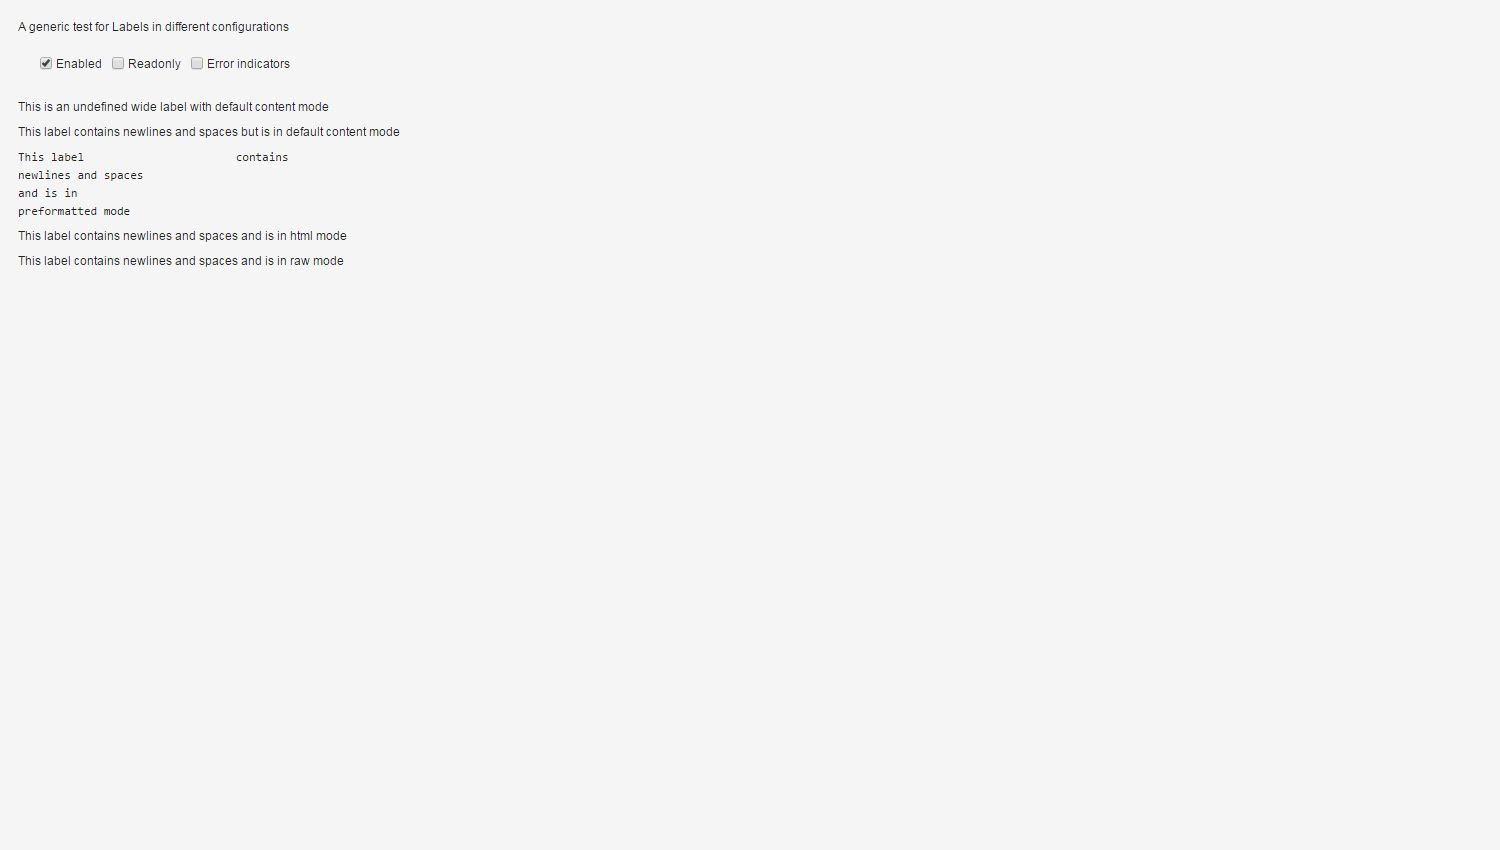 A generic test for Labels in different configurations
Enabled Readonly Error indicators
This is an undefined wide label with default content mode
This label contains newlines and spaces but is in default content mode
This label                       contains
newlines and spaces
and is in
preformatted mode
This label contains newlines and spaces and is in html mode
This label contains newlines and spaces and is in raw mode